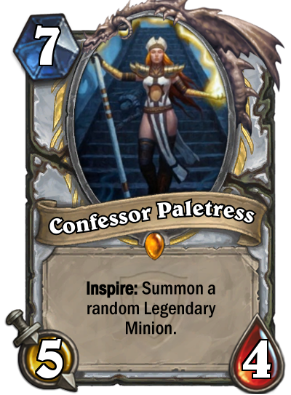 7
Confessor Paletress
Inspire: Summon a
random Legendary
Minion.
5
4